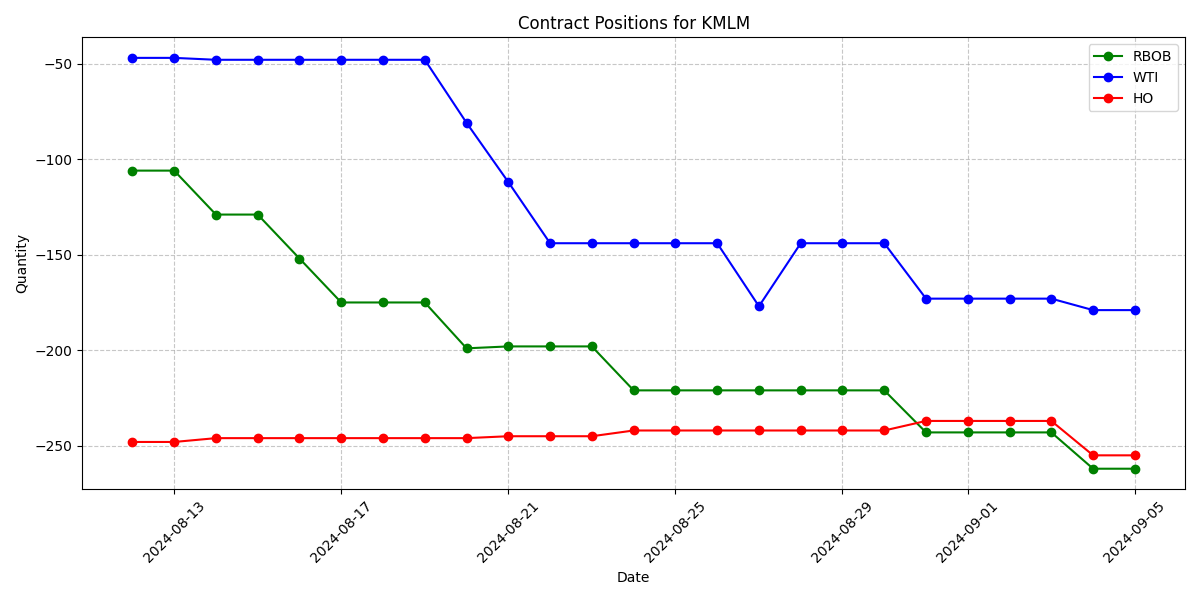 Contract Positions for KMLM
RBOB
WTI
HO
Quantity
−50
−100
−150
−200
−250
2024-08-13
2024-08-17
2024-08-21
2024-08-25
2024-08-29
2024-09-01
2024-09-05
Date